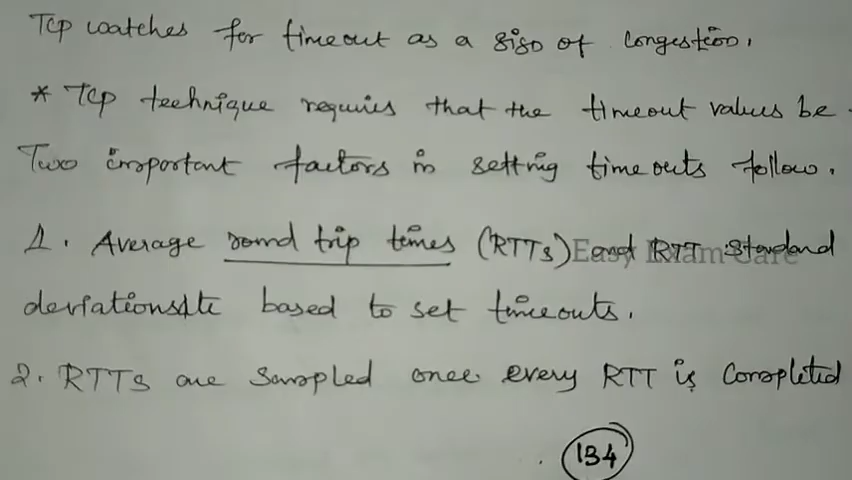 TCP watches for timeout as a sign of congestion.
* TCP technique requires that the timeout values be
Two important factors in setting timeouts follow.
1. Average round trip times (RTTs) and RTT standard
deviations based to set timeouts.
2. RTTs are sampled once every RTT is completed
134